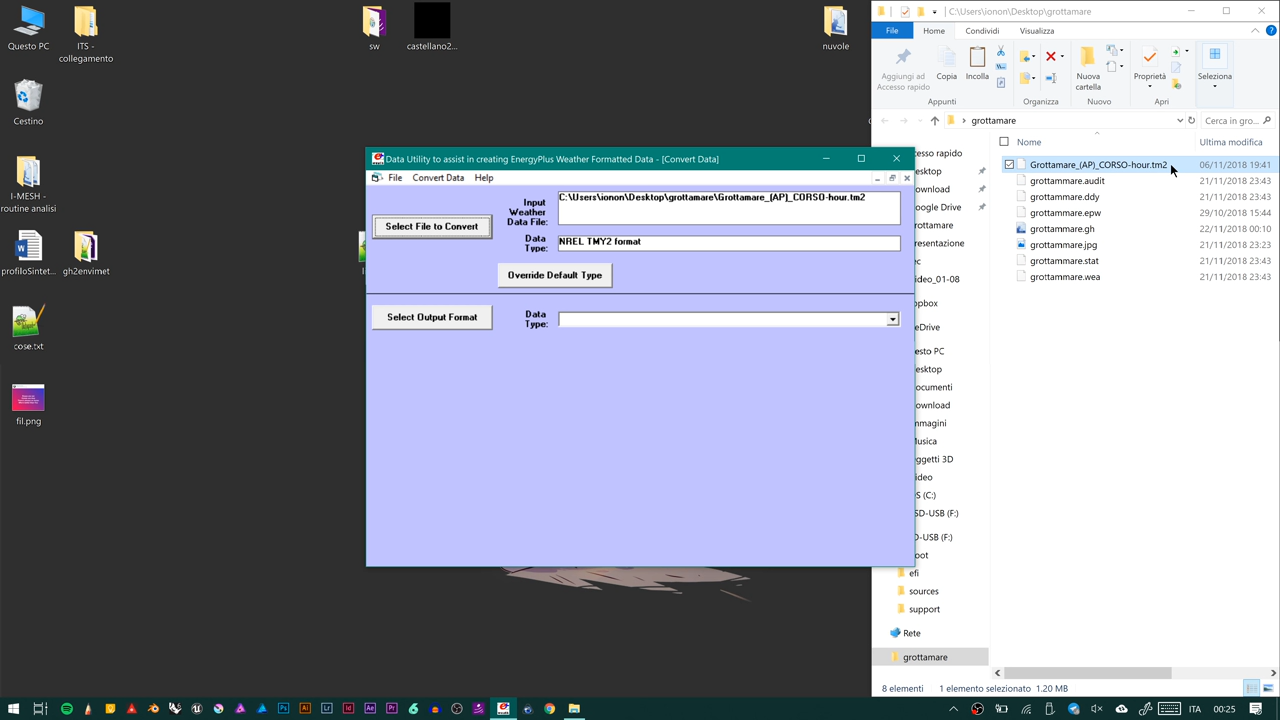 Questo PC
ITS -
collegamento
Cestino
I-MESH -
routine analisi
profiloSintet...
gh2envimet
cose.txt
fil.png
sw
castellano2...
nuvole
Data Utility to assist in creating EnergyPlus Weather Formatted Data - [Convert Data]
File Convert Data Help
Select File to Convert
Input
Weather
Data File:
C:\Users\ionon\Desktop\grottamare\Grottamare_(AP)_CORSO-hour.tm2
Data
Type:
NREL TMY2 format
Override Default Type
Select Output Format
Data
Type:
C:\Users\ionon\Desktop\grottamare
File Home Condividi Visualizza
Aggiungi ad
Accesso rapido
Copia
Incolla
Nuova
cartella
Proprietà
Seleziona
Appunti Organizza Nuovo Apri
grottamare
Cerca in gro...
Nome Ultima modifica
Grottamare_(AP)_CORSO-hour.tm2 06/11/2018 19:41
grottammare.audit 21/11/2018 23:43
grottammare.ddy 21/11/2018 23:43
grottammare.epw 29/10/2018 15:44
grottammare.gh 22/11/2018 00:10
grottammare.jpg 21/11/2018 23:23
grottammare.stat 21/11/2018 23:43
grottammare.wea 21/11/2018 23:43
cesso rapido
esktop
ownload
oogle Drive
rottamare
resentazione
ec
ideo_01-08
opbox
eDrive
esto PC
esktop
ocumenti
ownload
mmagini
Musica
ggetti 3D
ideo
S (C:)
SD-USB (F:)
D-USB (F:)
oot
efi
sources
support
Rete
grottamare
8 elementi 1 elemento selezionato 1.20 MB
ITA 00:25